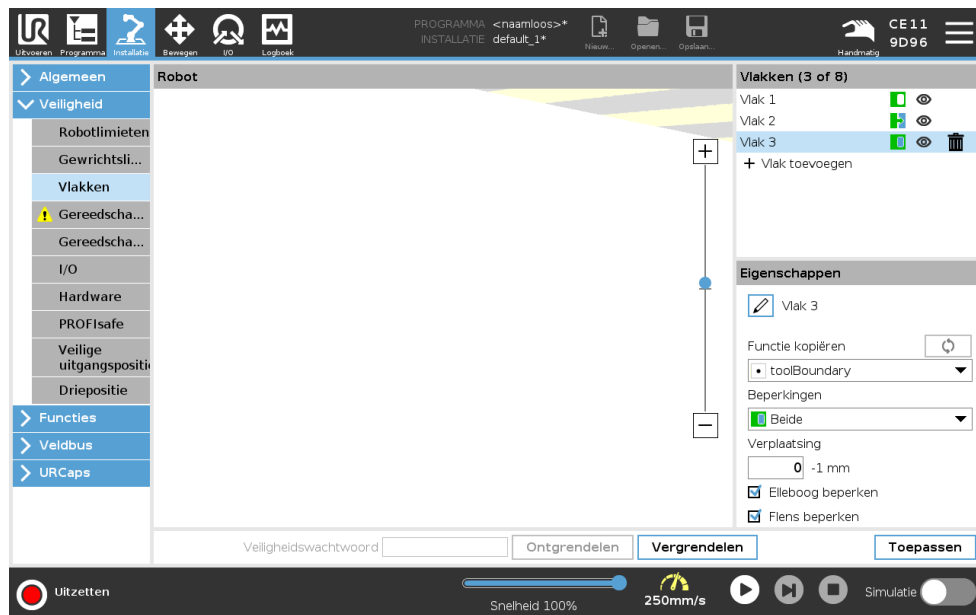 PROGRAMMA <naamloos>*
INSTALLATIE default_1*
CE11
9D96
Uitvoeren Programma Installatie Bewegen I/O Logboek Nieuw... Openen... Opslaan... Handmatig
Algemeen
Veiligheid
Robotlimieten
Gewrichtsli...
Vlakken
Gereedscha...
Gereedscha...
I/O
Hardware
PROFIsafe
Veilige
uitgangspositi
Driepositie
Functies
Veldbus
URCaps
Robot
+
−
Vlakken (3 of 8)
Vlak 1
Vlak 2
Vlak 3
+ Vlak toevoegen
Eigenschappen
Vlak 3
Functie kopiëren
toolBoundary
Beperkingen
Beide
Verplaatsing
0 -1 mm
Elleboog beperken
Flens beperken
Veiligheidswachtwoord Ontgrendelen Vergrendelen Toepassen
Uitzetten
Snelheid 100%
250mm/s
Simulatie